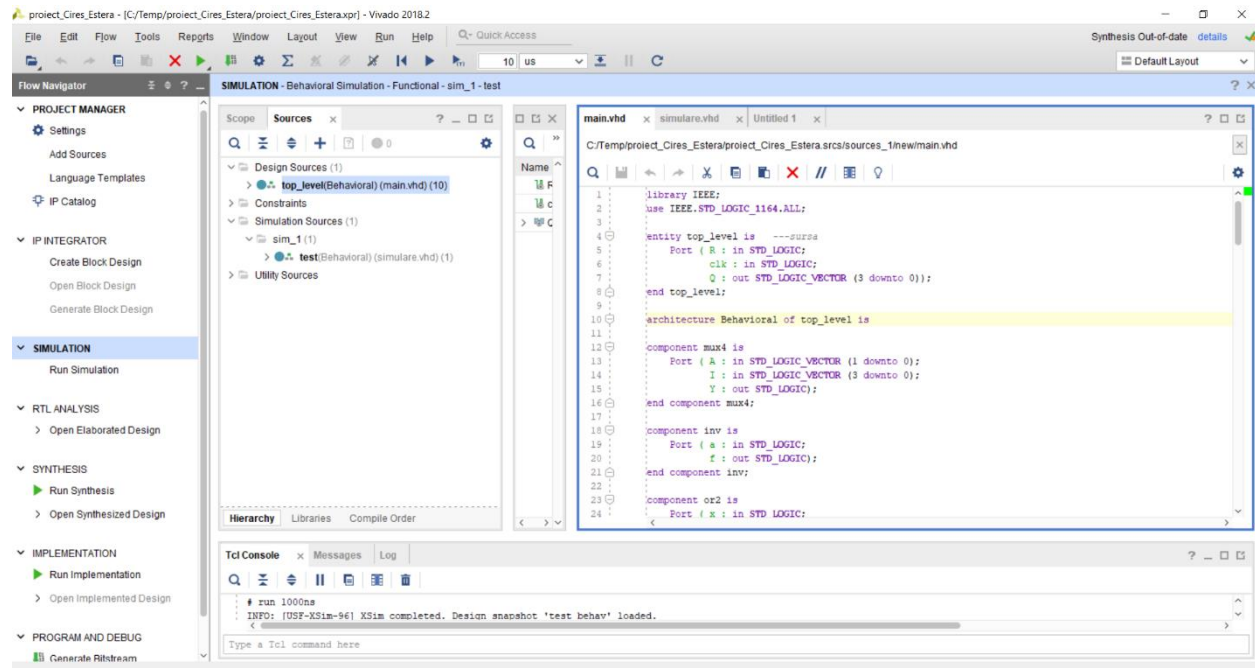 proiect_Cires_Estera - [C:/Temp/proiect_Cires_Estera/proiect_Cires_Estera.xpr] - Vivado 2018.2
File Edit Flow Tools Reports Window Layout View Run Help Q- Quick Access
Synthesis Out-of-date details
10 us
Default Layout
Flow Navigator
SIMULATION - Behavioral Simulation - Functional - sim_1 - test
PROJECT MANAGER
Settings
Add Sources
Language Templates
IP Catalog
IP INTEGRATOR
Create Block Design
Open Block Design
Generate Block Design
SIMULATION
Run Simulation
RTL ANALYSIS
Open Elaborated Design
SYNTHESIS
Run Synthesis
Open Synthesized Design
IMPLEMENTATION
Run Implementation
Open Implemented Design
PROGRAM AND DEBUG
Generate Bitstream
Scope Sources
0
Design Sources (1)
top_level(Behavioral) (main.vhd) (10)
Constraints
Simulation Sources (1)
sim_1 (1)
test(Behavioral) (simulare.vhd) (1)
Utility Sources
Hierarchy Libraries Compile Order
Name
main.vhd simulare.vhd Untitled 1
C:/Temp/proiect_Cires_Estera/proiect_Cires_Estera.srcs/sources_1/new/main.vhd
1 library IEEE;
2 use IEEE.STD_LOGIC_1164.ALL;
3
4 entity top_level is ---sursa
5 Port ( R : in STD_LOGIC;
6 clk : in STD_LOGIC;
7 Q : out STD_LOGIC_VECTOR (3 downto 0));
8 end top_level;
9
10 architecture Behavioral of top_level is
11
12 component mux4 is
13 Port ( A : in STD_LOGIC_VECTOR (1 downto 0);
14 I : in STD_LOGIC_VECTOR (3 downto 0);
15 Y : out STD_LOGIC);
16 end component mux4;
17
18 component inv is
19 Port ( a : in STD_LOGIC;
20 f : out STD_LOGIC);
21 end component inv;
22
23 component or2 is
24 Port ( x : in STD_LOGIC;
Tcl Console Messages Log
# run 1000ns
INFO: [USF-XSim-96] XSim completed. Design snapshot 'test_behav' loaded.
Type a Tcl command here